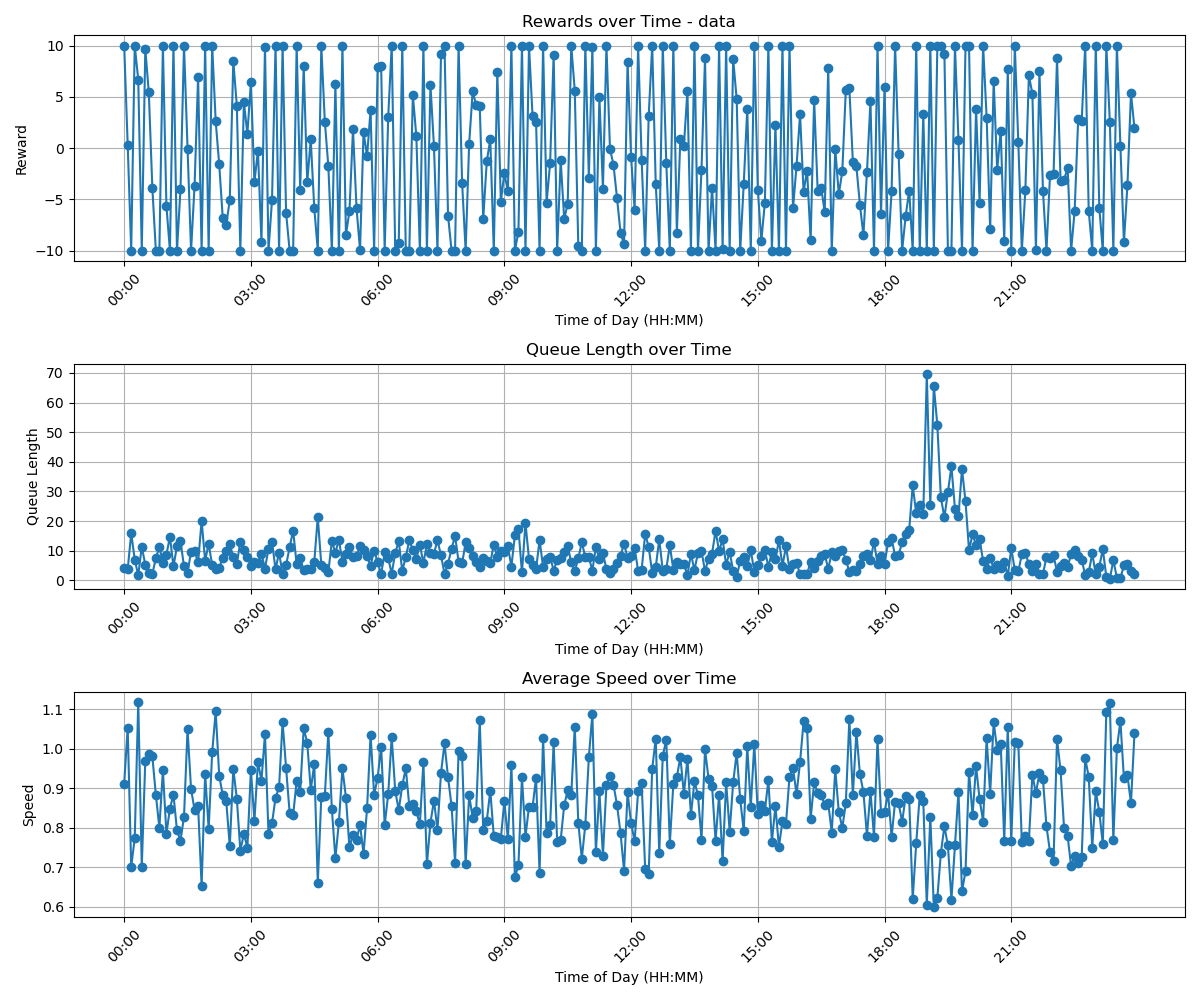 Rewards over Time - data
10
5
0
−5
−10
Reward
00:00 03:00 06:00 09:00 12:00 15:00 18:00 21:00
Time of Day (HH:MM)
Queue Length over Time
70
60
50
40
30
20
10
0
Queue Length
00:00 03:00 06:00 09:00 12:00 15:00 18:00 21:00
Time of Day (HH:MM)
Average Speed over Time
1.1
1.0
0.9
0.8
0.7
0.6
Speed
00:00 03:00 06:00 09:00 12:00 15:00 18:00 21:00
Time of Day (HH:MM)